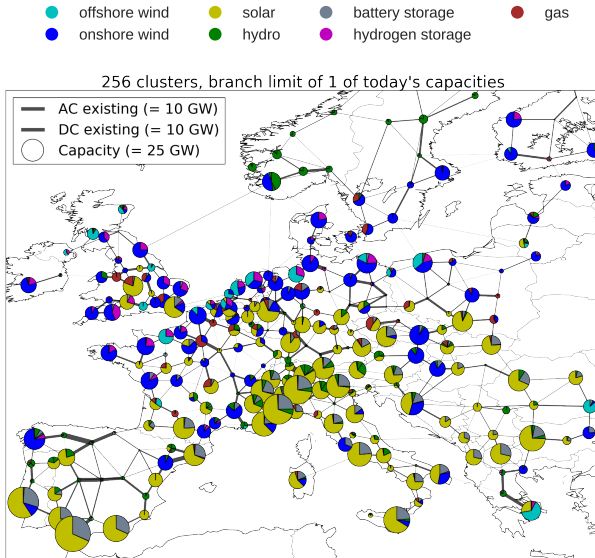 offshore wind solar battery storage gas
onshore wind hydro hydrogen storage
256 clusters, branch limit of 1 of today's capacities
AC existing (= 10 GW)
DC existing (= 10 GW)
Capacity (= 25 GW)